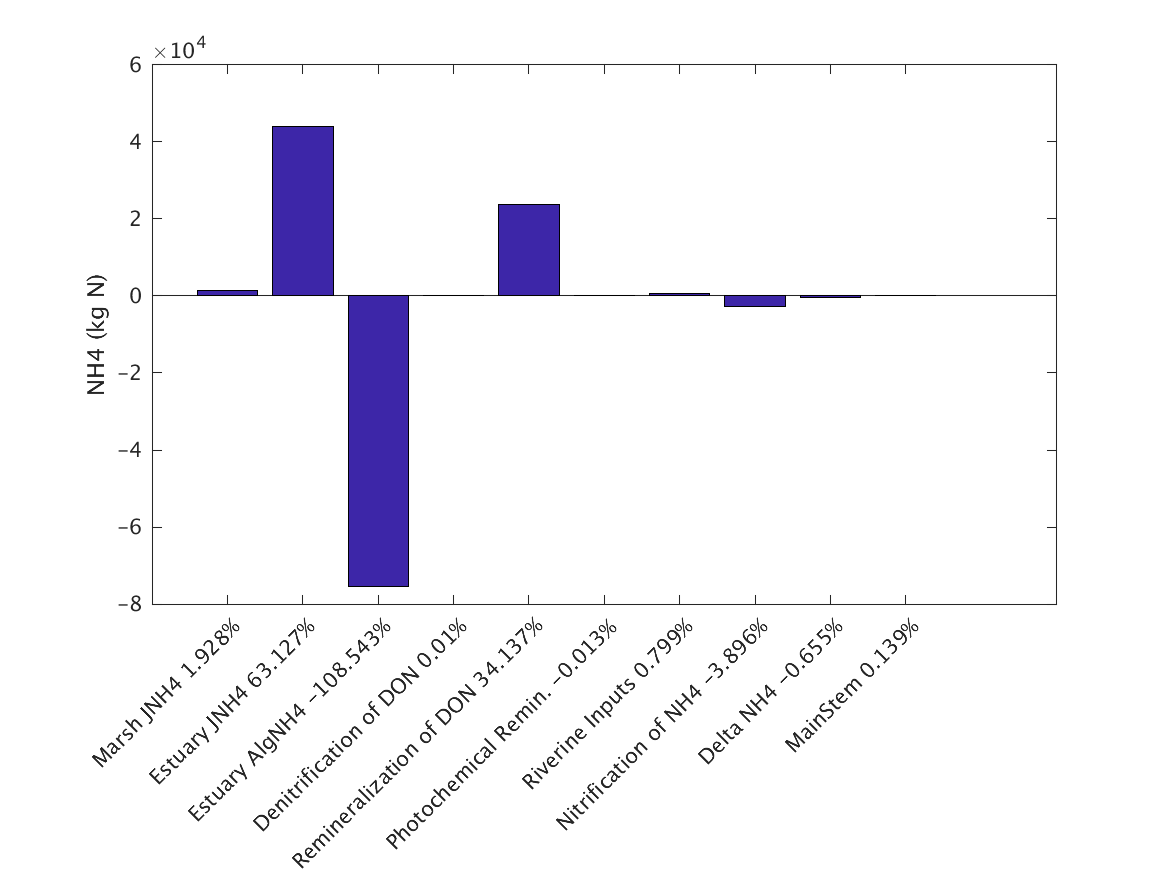 ×10⁴
6
4
2
0
−2
−4
−6
−8
NH4 (kg N)
Marsh JNH4 1.928%
Estuary JNH4 63.127%
Estuary AlgNH4 −108.543%
Denitrification of DON 0.01%
Remineralization of DON 34.137%
Photochemical Remin. −0.013%
Riverine Inputs 0.799%
Nitrification of NH4 −3.896%
Delta NH4 −0.655%
MainStem 0.139%